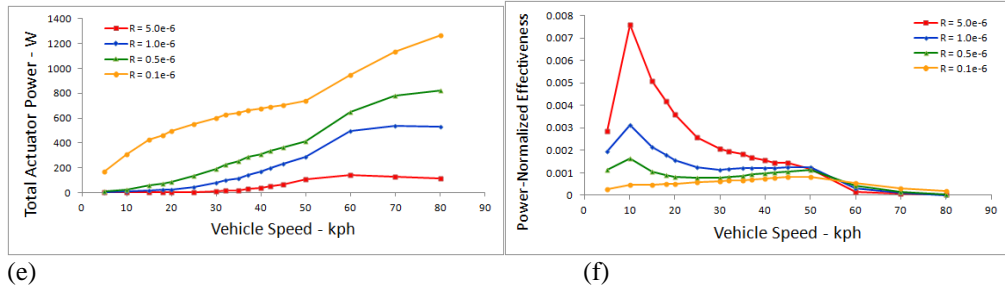 Total Actuator Power - W
1400
1200
1000
800
600
400
200
0
R = 5.0e-6
R = 1.0e-6
R = 0.5e-6
R = 0.1e-6
0 10 20 30 40 50 60 70 80 90
Vehicle Speed - kph
Power-Normalized Effectiveness
0.008
0.007
0.006
0.005
0.004
0.003
0.002
0.001
0
R = 5.0e-6
R = 1.0e-6
R = 0.5e-6
R = 0.1e-6
0 10 20 30 40 50 60 70 80 90
Vehicle Speed - kph
(e) (f)